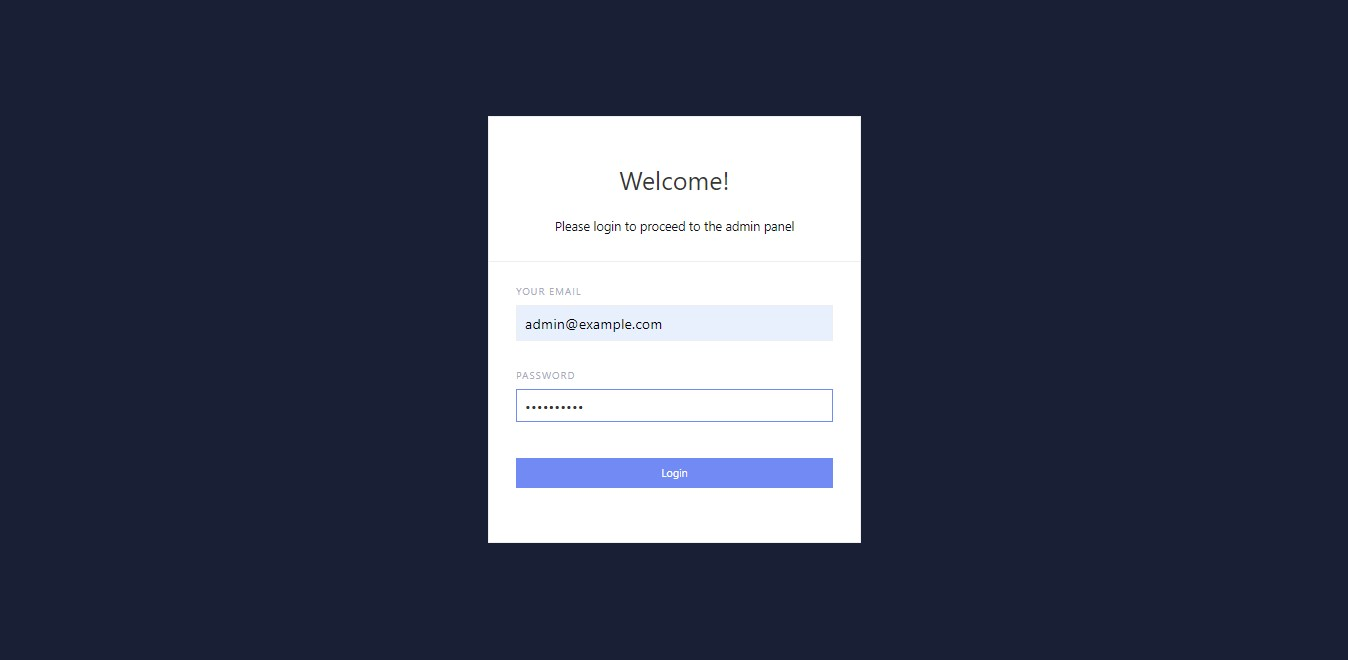 Welcome!
Please login to proceed to the admin panel
YOUR EMAIL
admin@example.com
PASSWORD
••••••••••
Login